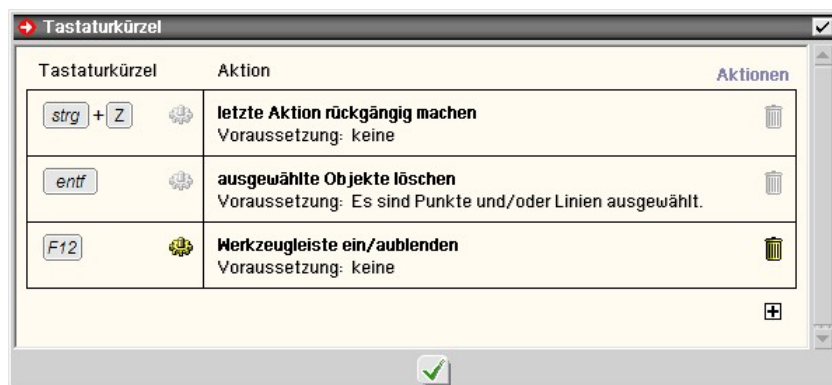 Tastaturkürzel
Tastaturkürzel Aktion Aktionen
strg + Z letzte Aktion rückgängig machen
Voraussetzung: keine
entf ausgewählte Objekte löschen
Voraussetzung: Es sind Punkte und/oder Linien ausgewählt.
F12 Werkzeugleiste ein/aublenden
Voraussetzung: keine